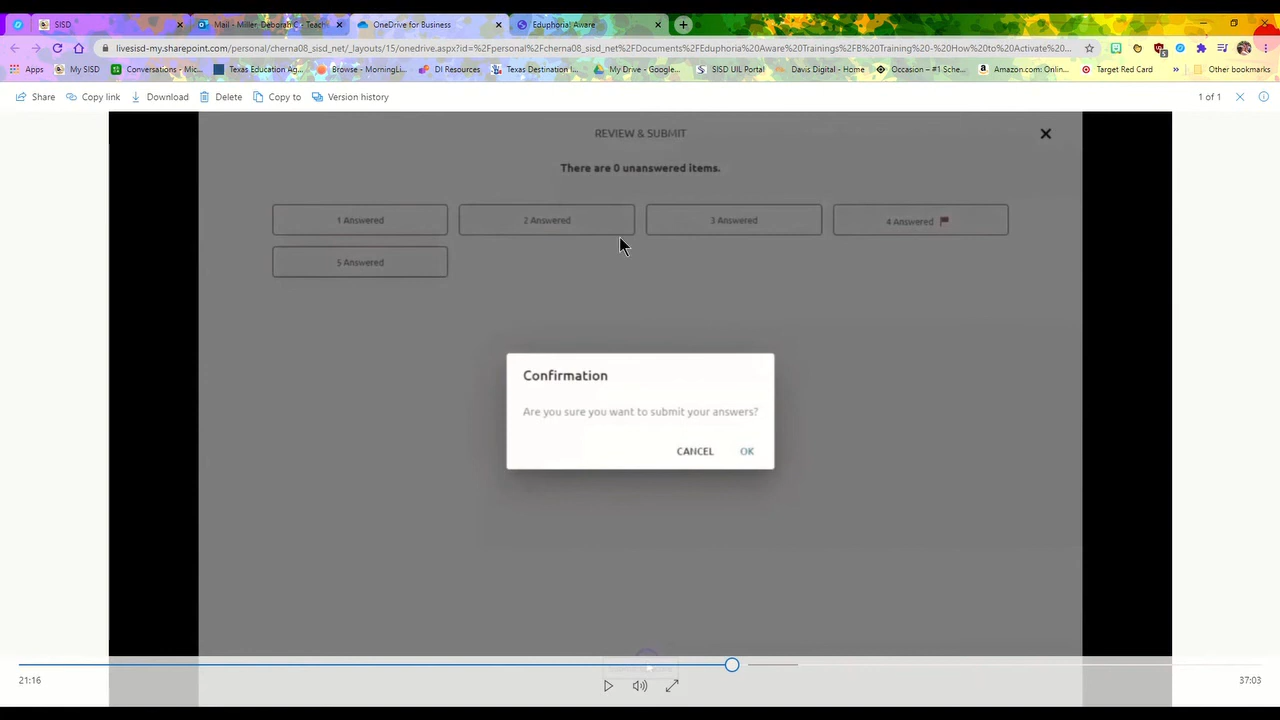 SISD
Mail - Miller, Deborah C - Teach
OneDrive for Business
Eduphoria! Aware
livesisd-my.sharepoint.com/personal/cherna08_sisd_net/_layouts/15/onedrive.aspx?id=%2Fpersonal%2Fcherna08_sisd_net%2FDocuments%2FEduphoria%20Aware%20Trainings%2FB%20Training%20-%20How%20to%20Activate%20...
Apps
My SISD
Conversations - Mic...
Texas Education Ag...
Browse - MorningLi...
DI Resources
Texas Destination I...
My Drive - Google...
SISD UIL Portal
Davis Digital - Home
Occasion – #1 Sche...
Amazon.com: Onlin...
Target Red Card
»
Other bookmarks
Share
Copy link
Download
Delete
Copy to
Version history
1 of 1
REVIEW & SUBMIT
There are 0 unanswered items.
1 Answered
2 Answered
3 Answered
4 Answered
5 Answered
Confirmation
Are you sure you want to submit your answers?
CANCEL
OK
21:16
37:03